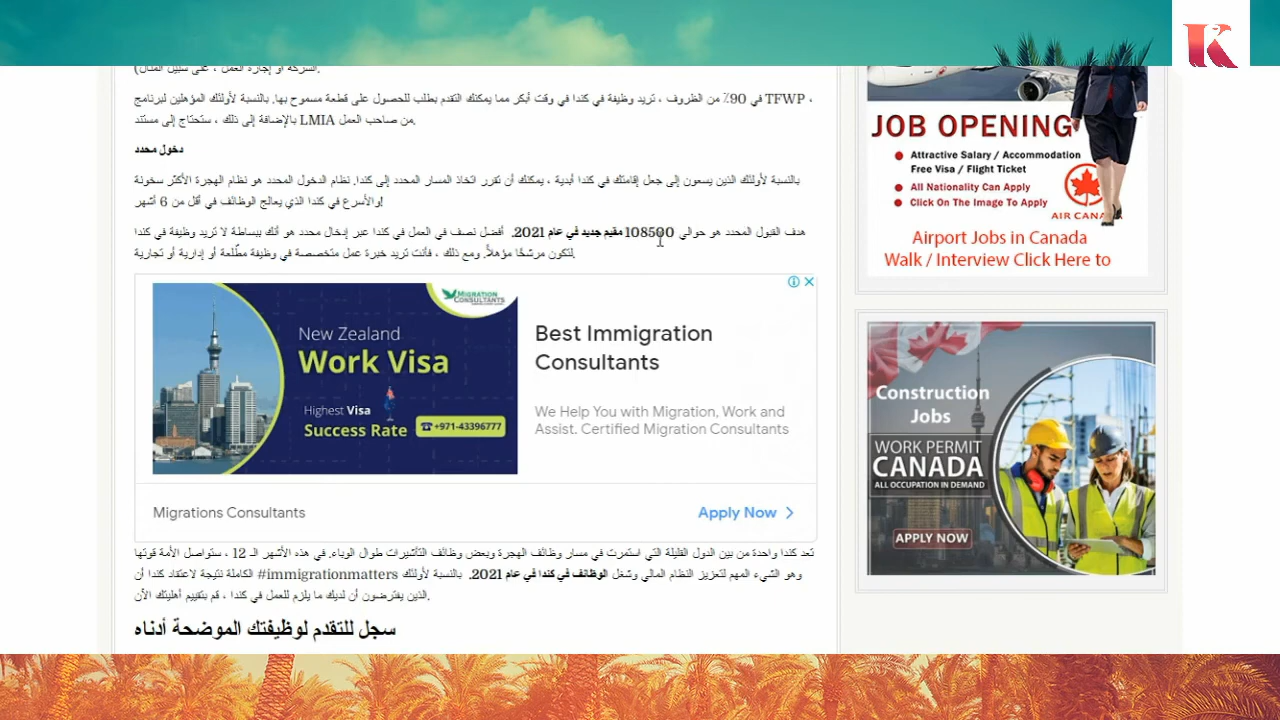 الشركة أو إجازة العمل ، على سبيل المثال).
في 90٪ من الظروف ، تريد وظيفة في كندا في وقت أبكر مما يمكنك التقدم بطلب للحصول على قطعة مسموح بها. بالنسبة لأولئك المؤهلين لبرنامج TFWP ،
من صاحب العمل LMIA بالإضافة إلى ذلك ، ستحتاج إلى مستند.
دخول محدد
بالنسبة لأولئك الذين يسعون إلى جعل إقامتك في كندا أبدية ، يمكنك أن تقرر اتخاذ المسار المحدد إلى كندا. نظام الدخول المحدد هو نظام الهجرة الأكثر سخونة
والأسرع في كندا الذي يعالج الوظائف في أقل من 6 أشهر!
هدف القبول المحدد هو حوالي 108500 مقيم جديد في عام 2021. أفضل نصف في العمل في كندا عبر إدخال محدد هو أنك ببساطة لا تريد وظيفة في كندا
لتكون مرشحًا مؤهلاً. ومع ذلك ، فأنت تريد خبرة عمل متخصصة في وظيفة مطّلعة أو إدارية أو تجارية.
MIGRATION
CONSULTANTS
New Zealand
Work Visa
Highest Visa
Success Rate
+971-43396777
Best Immigration
Consultants
We Help You with Migration, Work and
Assist. Certified Migration Consultants
Migrations Consultants
Apply Now
تعد كندا واحدة من بين الدول القليلة التي استمرت في مسار وظائف الهجرة وبعض وظائف التأشيرات طوال الوباء. في هذه الأشهر الـ 12 ، ستواصل الأمة قوتها
الكاملة نتيجة لاعتقاد كندا أن #immigrationmatters وهو الشيء المهم لتعزيز النظام المالي وشغل الوظائف في كندا في عام 2021. بالنسبة لأولئك
الذين يفترضون أن لديك ما يلزم للعمل في كندا ، قم بتقييم أهليتك الآن.
سجل للتقدم لوظيفتك الموضحة أدناه
JOB OPENING
Attractive Salary / Accommodation
Free Visa / Flight Ticket
All Nationality Can Apply
Click On The Image To Apply
AIR CANA
Airport Jobs in Canada
Walk / Interview Click Here to
Construction
Jobs
WORK PERMIT
CANADA
ALL OCCUPATION IN DEMAND
APPLY NOW
K